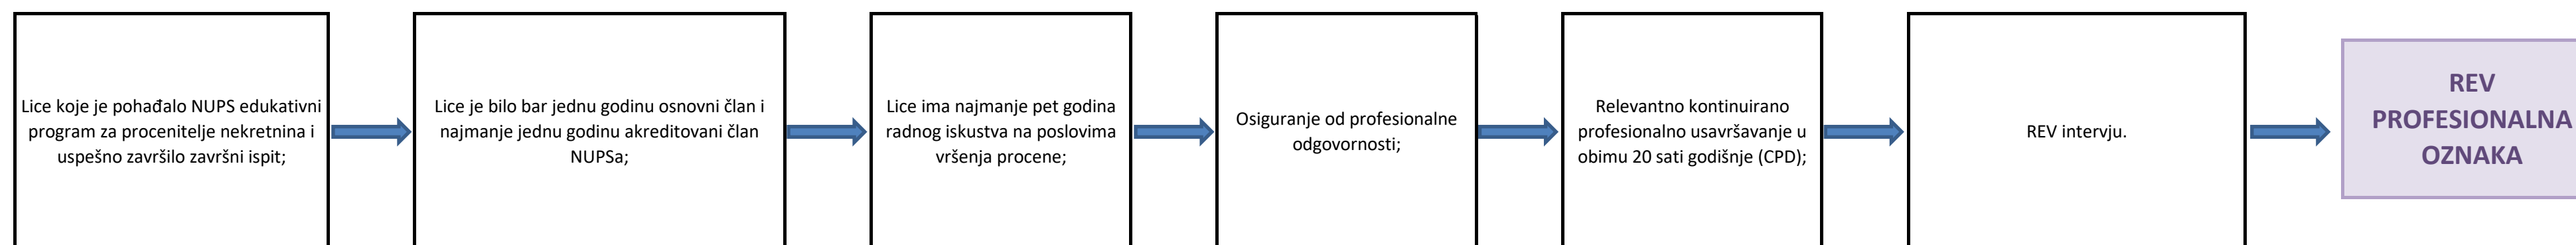 Lice koje je pohađalo NUPS edukativni
program za procenitelje nekretnina i
uspešno završilo završni ispit;
Lice je bilo bar jednu godinu osnovni član i
najmanje jednu godinu akreditovani član
NUPSa;
Lice ima najmanje pet godina
radnog iskustva na poslovima
vršenja procene;
Osiguranje od profesionalne
odgovornosti;
Relevantno kontinuirano
profesionalno usavršavanje u
obimu 20 sati godišnje (CPD);
REV intervju.
REV
PROFESIONALNA
OZNAKA